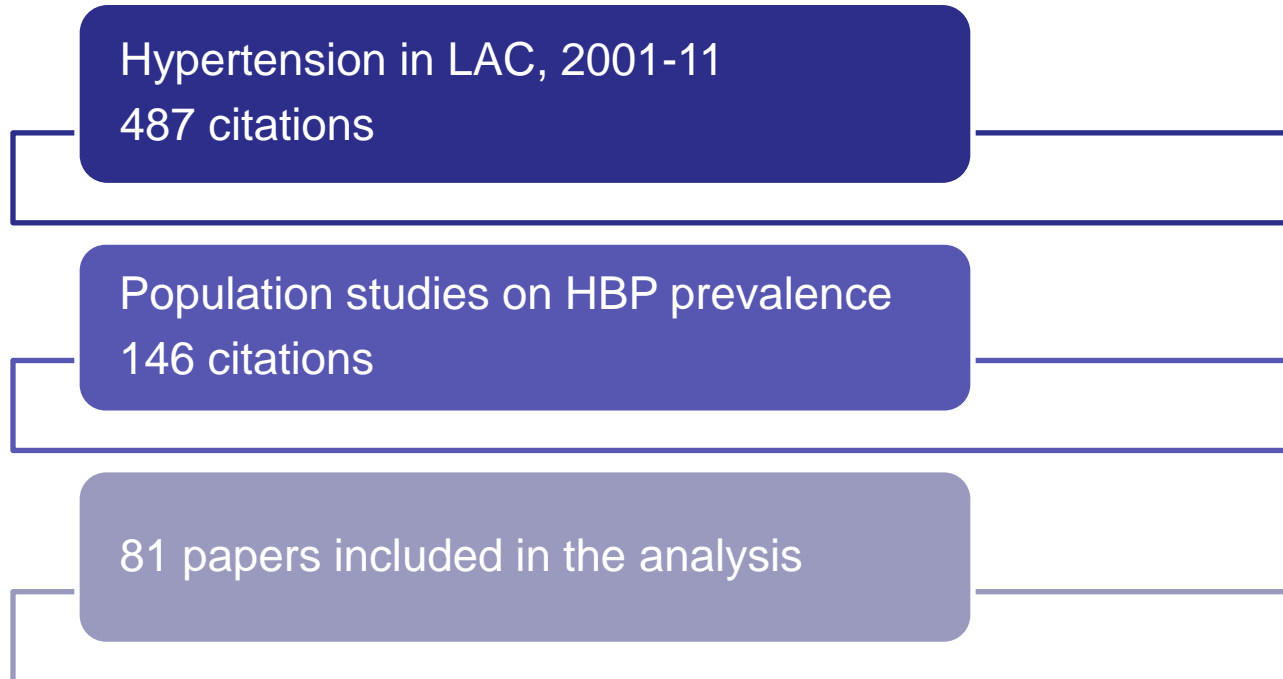 Hypertension in LAC, 2001-11
487 citations
Population studies on HBP prevalence
146 citations
81 papers included in the analysis